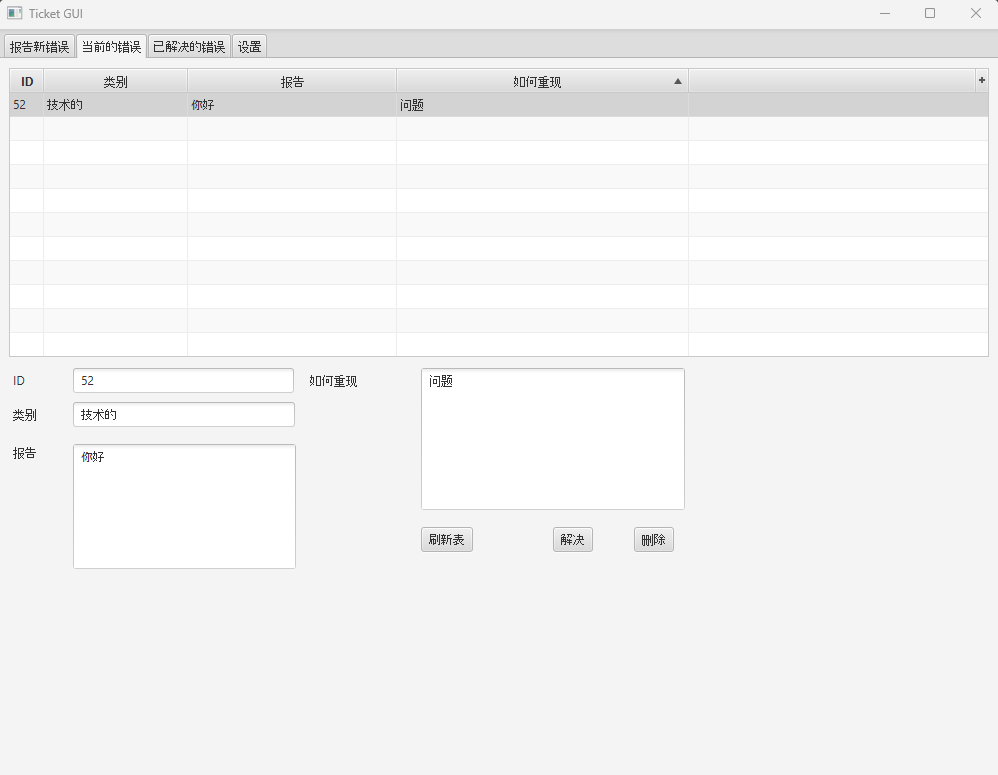 Ticket GUI
报告新错误 当前的错误 已解决的错误 设置
ID 类别 报告 如何重现 +
52 技术的 你好 问题
ID 52 如何重现 问题
类别 技术的
报告 你好
刷新表 解决 删除